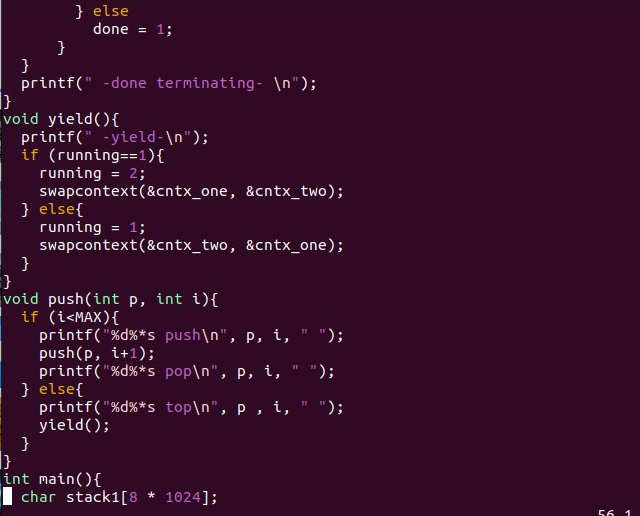 } else
          done = 1;
      }
  }
  printf(" -done terminating- \n");
}
void yield(){
  printf(" -yield-\n");
  if (running==1){
    running = 2;
    swapcontext(&cntx_one, &cntx_two);
  } else{
    running = 1;
    swapcontext(&cntx_two, &cntx_one);
  }
}
void push(int p, int i){
  if (i<MAX){
    printf("%d%*s push\n", p, i, " ");
    push(p, i+1);
    printf("%d%*s pop\n", p, i, " ");
  } else{
    printf("%d%*s top\n", p , i, " ");
    yield();
  }
}
int main(){
  char stack1[8 * 1024];
56,1